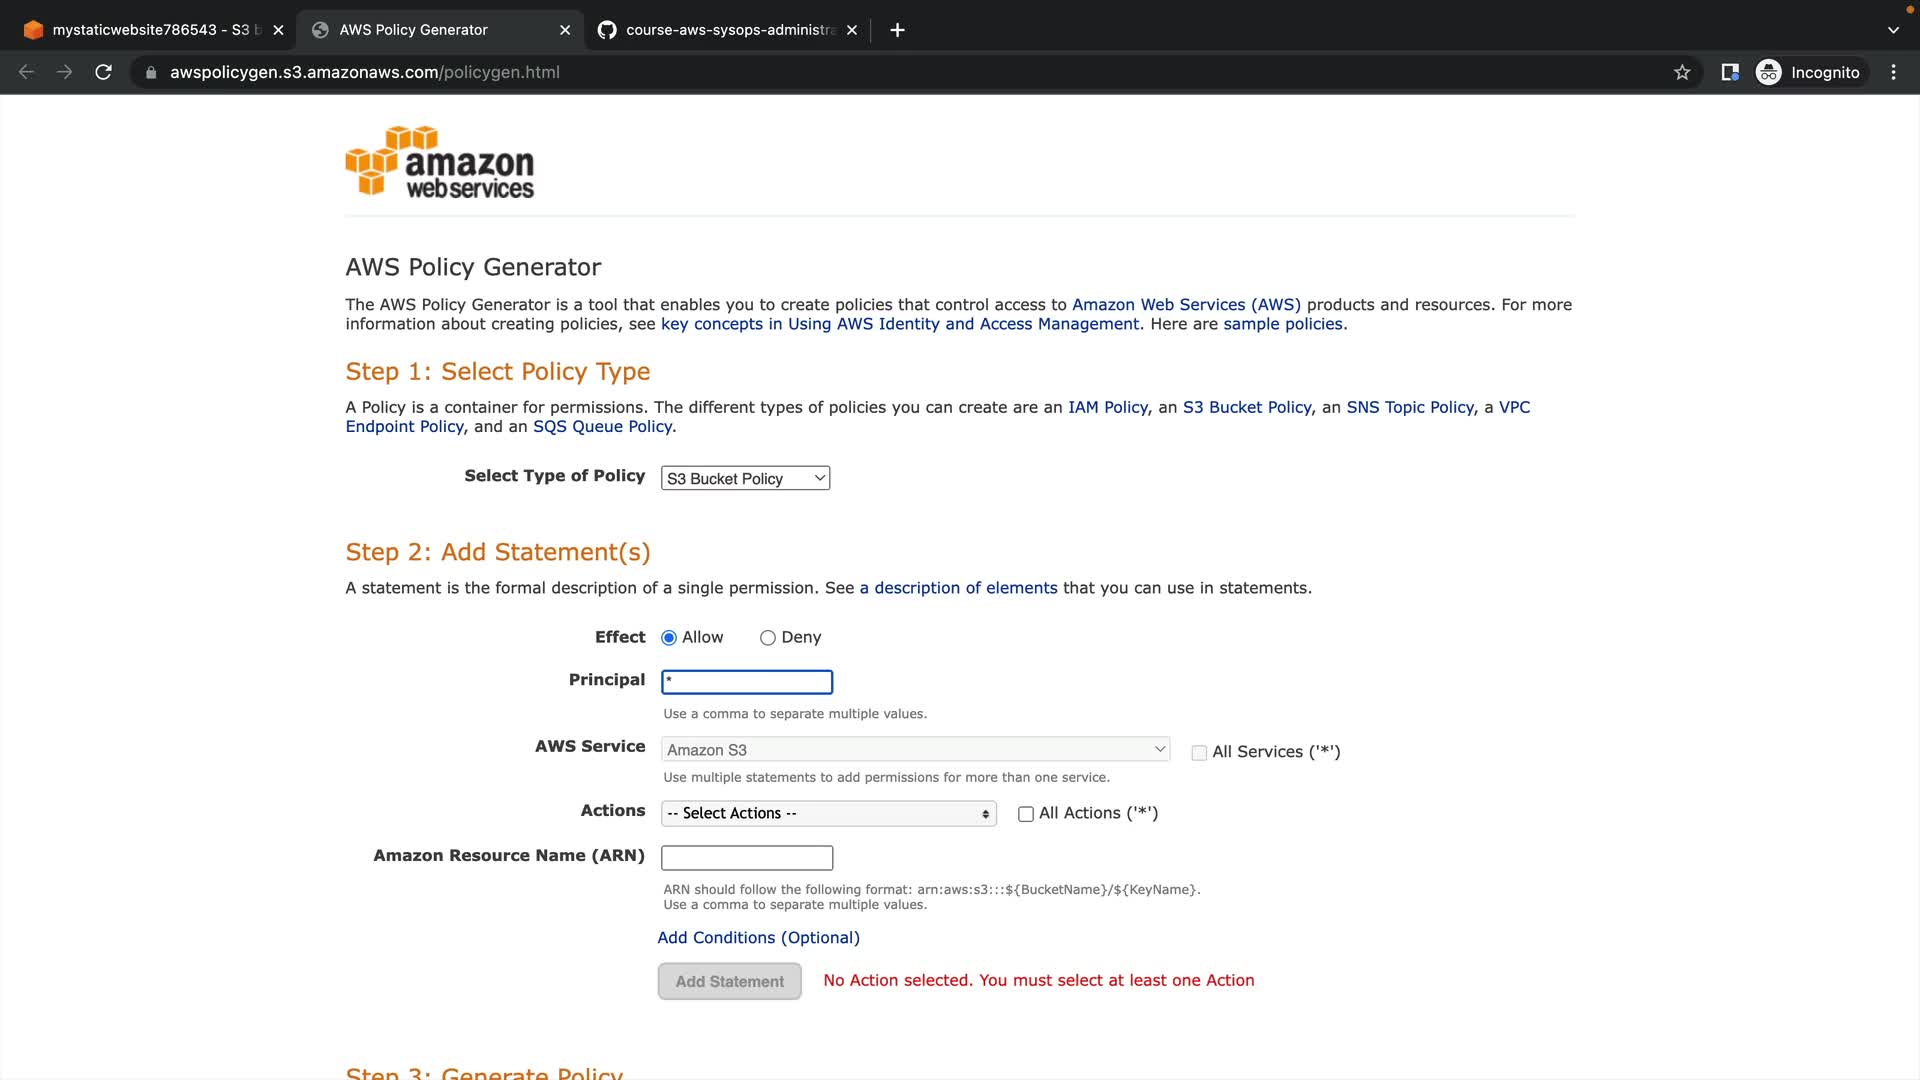 mystaticwebsite786543 - S3 b
AWS Policy Generator
course-aws-sysops-administra
awspolicygen.s3.amazonaws.com/policygen.html
Incognito
amazon
webservices
AWS Policy Generator
The AWS Policy Generator is a tool that enables you to create policies that control access to Amazon Web Services (AWS) products and resources. For more
information about creating policies, see key concepts in Using AWS Identity and Access Management. Here are sample policies.
Step 1: Select Policy Type
A Policy is a container for permissions. The different types of policies you can create are an IAM Policy, an S3 Bucket Policy, an SNS Topic Policy, a VPC
Endpoint Policy, and an SQS Queue Policy.
Select Type of Policy S3 Bucket Policy
Step 2: Add Statement(s)
A statement is the formal description of a single permission. See a description of elements that you can use in statements.
Effect Allow Deny
Principal *
Use a comma to separate multiple values.
AWS Service Amazon S3 All Services ('*')
Use multiple statements to add permissions for more than one service.
Actions -- Select Actions -- All Actions ('*')
Amazon Resource Name (ARN)
ARN should follow the following format: arn:aws:s3:::${BucketName}/${KeyName}.
Use a comma to separate multiple values.
Add Conditions (Optional)
Add Statement No Action selected. You must select at least one Action
Step 3: Generate Policy